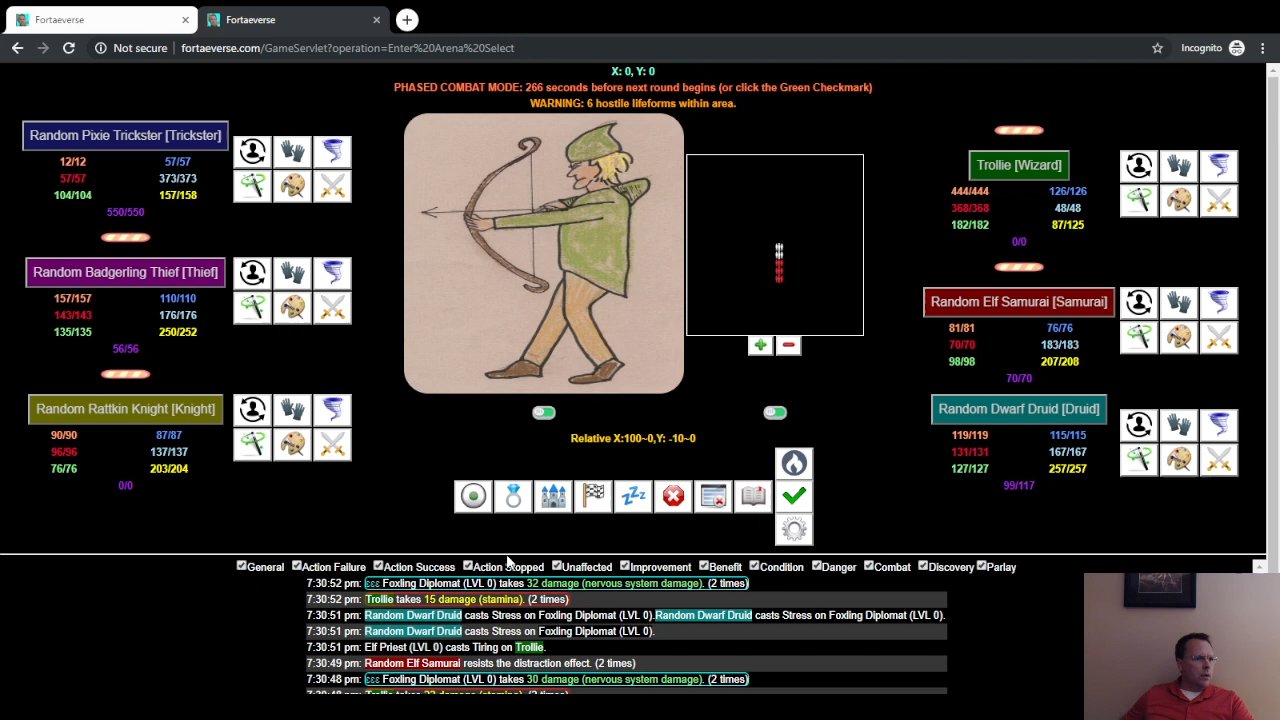 Fortaeverse
Fortaeverse
Not secure
fortaeverse.com/GameServlet?operation=Enter%20Arena%20Select
Incognito
X: 0, Y: 0
PHASED COMBAT MODE: 266 seconds before next round begins (or click the Green Checkmark)
WARNING: 6 hostile lifeforms within area.
Random Pixie Trickster [Trickster]
12/12 57/57
57/57 373/373
104/104 157/158
550/550
Random Badgerling Thief [Thief]
157/157 110/110
143/143 176/176
135/135 250/252
56/56
Random Rattkin Knight [Knight]
90/90 87/87
96/96 137/137
76/76 203/204
0/0
Trollie [Wizard]
444/444 126/126
368/368 48/48
182/182 87/125
0/0
Random Elf Samurai [Samurai]
81/81 76/76
70/70 183/183
98/98 207/208
70/70
Random Dwarf Druid [Druid]
119/119 115/115
131/131 167/167
127/127 257/257
99/117
Relative X:100~0,Y: -10~0
General Action Failure Action Success Action Stopped Unaffected Improvement Benefit Condition Danger Combat Discovery Parlay
7:30:52 pm: εεε Foxling Diplomat (LVL 0) takes 32 damage (nervous system damage). (2 times)
7:30:52 pm: Trollie takes 15 damage (stamina). (2 times)
7:30:51 pm: Random Dwarf Druid casts Stress on Foxling Diplomat (LVL 0).Random Dwarf Druid casts Stress on Foxling Diplomat (LVL 0).
7:30:51 pm: Random Dwarf Druid casts Stress on Foxling Diplomat (LVL 0).
7:30:51 pm: Elf Priest (LVL 0) casts Tiring on Trollie.
7:30:49 pm: Random Elf Samurai resists the distraction effect. (2 times)
7:30:48 pm: εεε Foxling Diplomat (LVL 0) takes 30 damage (nervous system damage). (2 times)